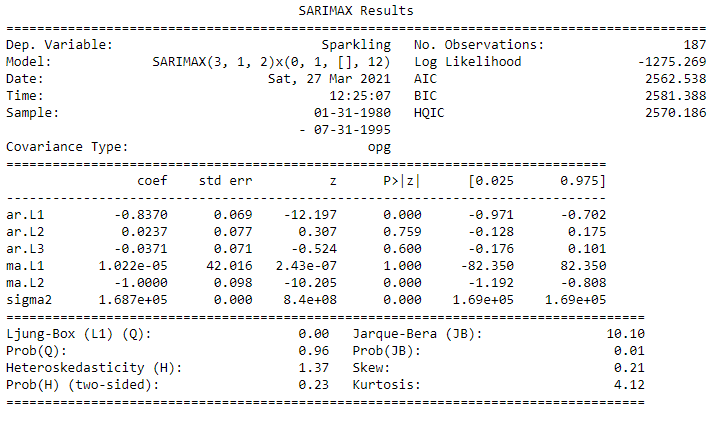 SARIMAX Results
==========================================================================================
Dep. Variable:                          Sparkling   No. Observations:                  187
Model:             SARIMAX(3, 1, 2)x(0, 1, [], 12)   Log Likelihood               -1275.269
Date:                            Sat, 27 Mar 2021   AIC                           2562.538
Time:                                    12:25:07   BIC                           2581.388
Sample:                                01-31-1980   HQIC                          2570.186
                                     - 07-31-1995
Covariance Type:                              opg
==============================================================================
                 coef    std err          z      P>|z|      [0.025      0.975]
------------------------------------------------------------------------------
ar.L1         -0.8370      0.069    -12.197      0.000      -0.971      -0.702
ar.L2          0.0237      0.077      0.307      0.759      -0.128       0.175
ar.L3         -0.0371      0.071     -0.524      0.600      -0.176       0.101
ma.L1       1.022e-05     42.016   2.43e-07      1.000     -82.350      82.350
ma.L2         -1.0000      0.098    -10.205      0.000      -1.192      -0.808
sigma2      1.687e+05      0.000    8.4e+08      0.000    1.69e+05    1.69e+05
===================================================================================
Ljung-Box (L1) (Q):                   0.00   Jarque-Bera (JB):                10.10
Prob(Q):                              0.96   Prob(JB):                         0.01
Heteroskedasticity (H):               1.37   Skew:                             0.21
Prob(H) (two-sided):                  0.23   Kurtosis:                         4.12
===================================================================================